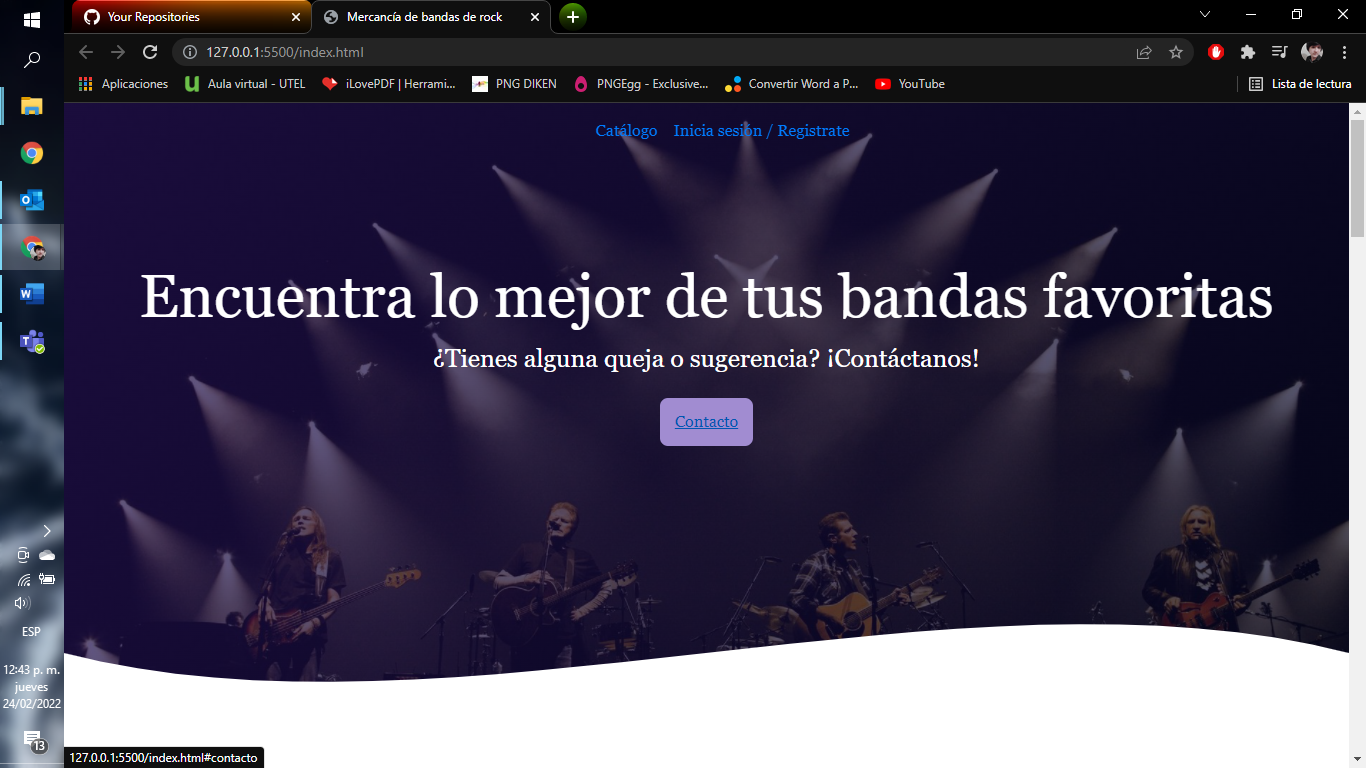 Your Repositories
Mercancía de bandas de rock
127.0.0.1:5500/index.html
Aplicaciones
Aula virtual - UTEL
iLovePDF | Herrami...
PNG DIKEN
PNGEgg - Exclusive...
Convertir Word a P...
YouTube
Lista de lectura
Catálogo
Inicia sesión / Registrate
Encuentra lo mejor de tus bandas favoritas
¿Tienes alguna queja o sugerencia? ¡Contáctanos!
Contacto
ESP
12:43 p. m.
jueves
24/02/2022
13
127.0.0.1:5500/index.html#contacto